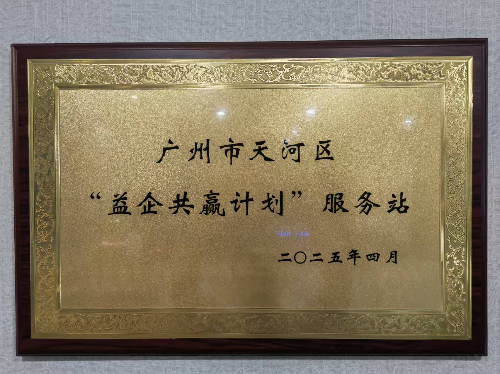 广州市天河区
“益企共赢计划”服务站
二〇二五年四月